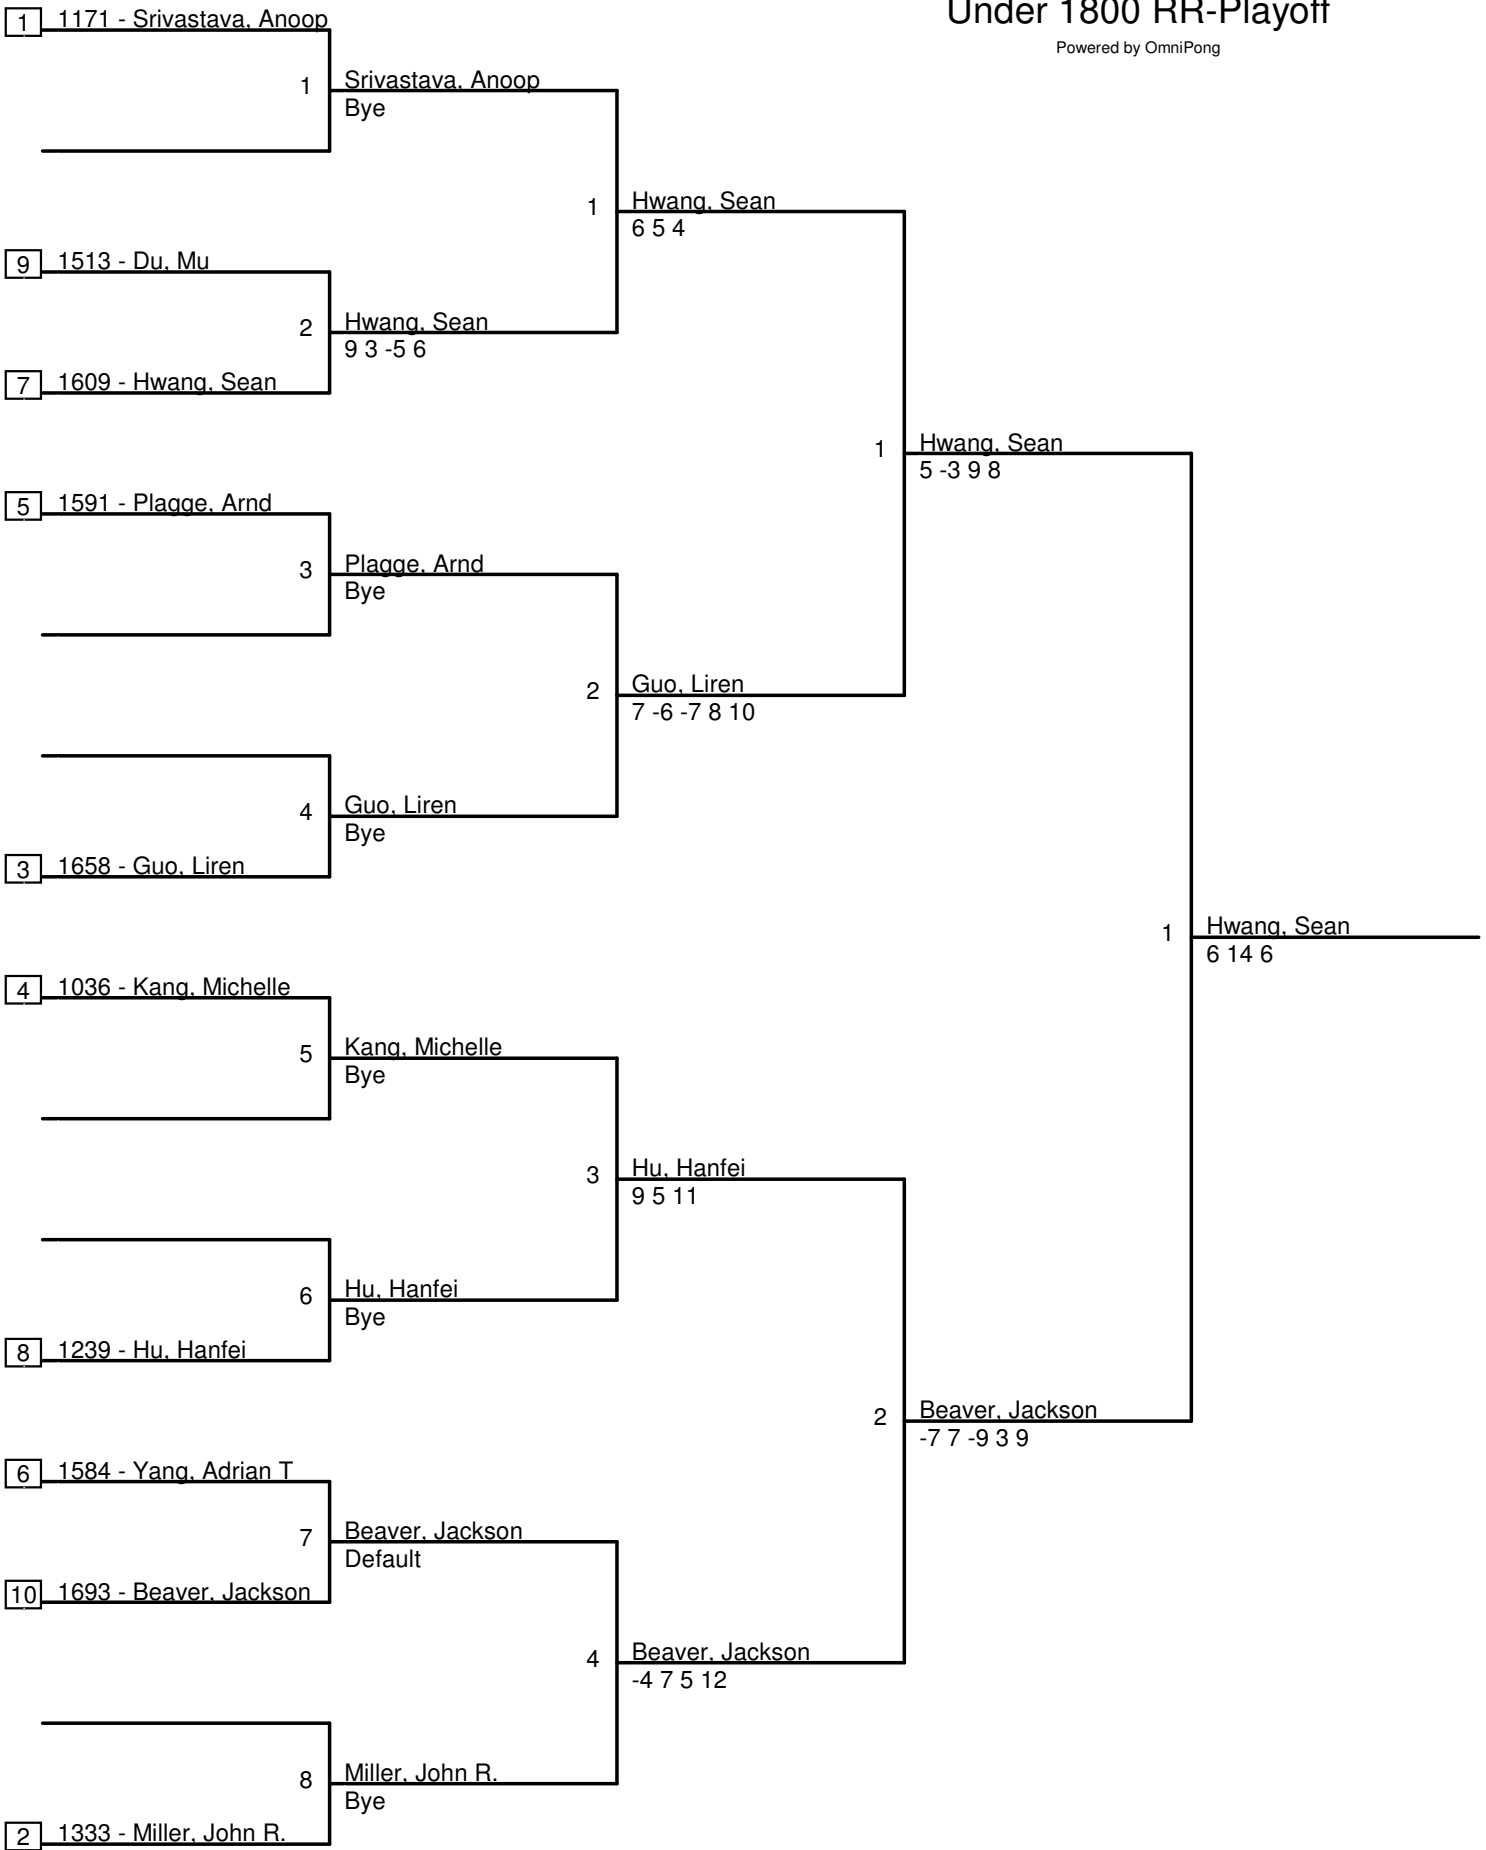 Under 1800 RR-Playoff
Powered by OmniPong
1 1171 - Srivastava, Anoop
1 Srivastava, Anoop
Bye
1 Hwang, Sean
6 5 4
9 1513 - Du, Mu
2 Hwang, Sean
9 3 -5 6
7 1609 - Hwang, Sean
1 Hwang, Sean
5 -3 9 8
5 1591 - Plagge, Arnd
3 Plagge, Arnd
Bye
2 Guo, Liren
7 -6 -7 8 10
4 Guo, Liren
Bye
3 1658 - Guo, Liren
1 Hwang, Sean
6 14 6
4 1036 - Kang, Michelle
5 Kang, Michelle
Bye
3 Hu, Hanfei
9 5 11
6 Hu, Hanfei
Bye
8 1239 - Hu, Hanfei
2 Beaver, Jackson
-7 7 -9 3 9
6 1584 - Yang, Adrian T
7 Beaver, Jackson
Default
10 1693 - Beaver, Jackson
4 Beaver, Jackson
-4 7 5 12
8 Miller, John R.
Bye
2 1333 - Miller, John R.